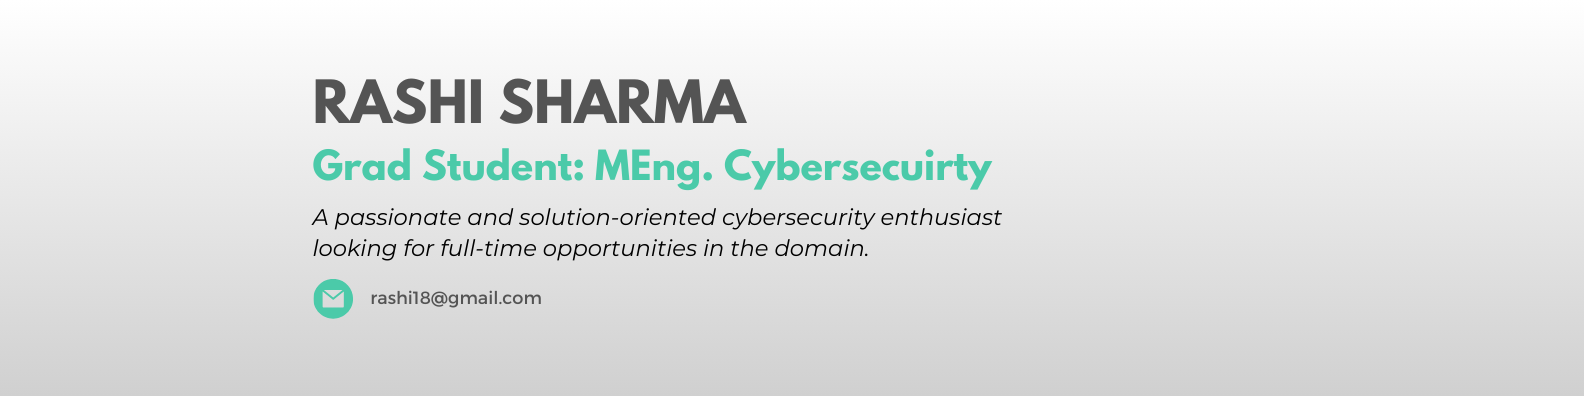 RASHI SHARMA
Grad Student: MEng. Cybersecuirty
A passionate and solution-oriented cybersecurity enthusiast
looking for full-time opportunities in the domain.
rashi18@gmail.com